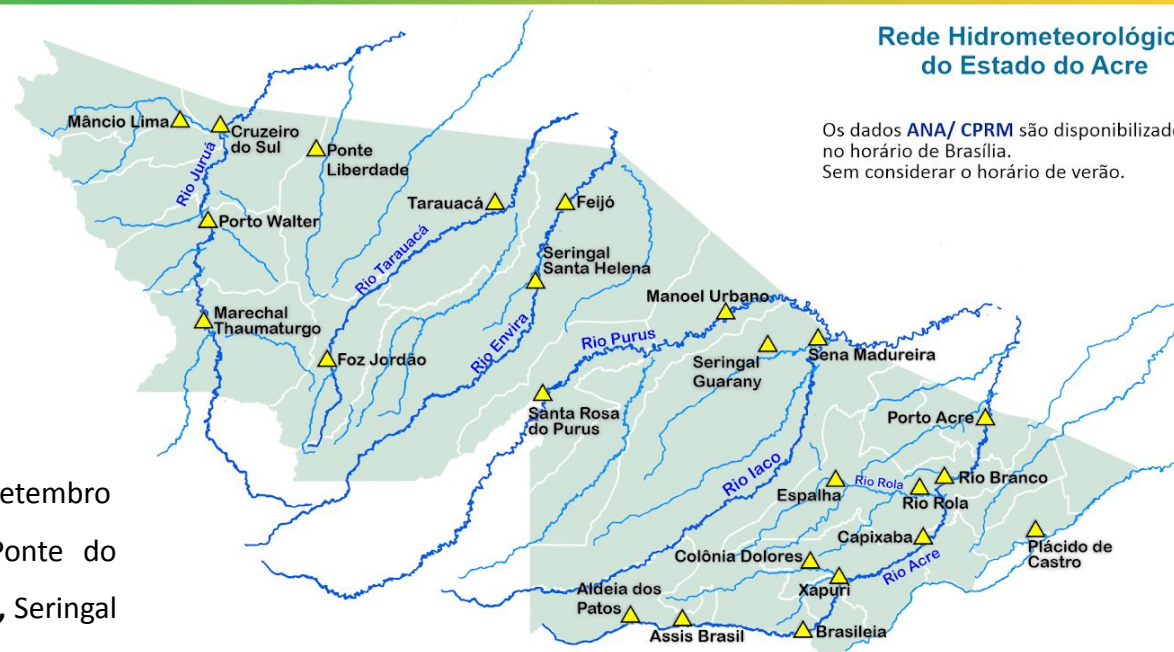 Rede Hidrometeorológic
do Estado do Acre
Os dados ANA/ CPRM são disponibilizad
no horário de Brasília.
Sem considerar o horário de verão.
Mâncio Lima
Cruzeiro
do Sul
Ponte
Liberdade
Rio Juruá
Porto Walter
Tarauacá
Feijó
Rio Tarauacá
Seringal
Santa Helena
Marechal
Thaumaturgo
Foz Jordão
Rio Envira
Manoel Urbano
Rio Purus
Seringal
Guarany
Sena Madureira
Santa Rosa
do Purus
Porto Acre
Rio Iaco
Espalha
Rio Rola
Rio Rola
Rio Branco
Capixaba
Plácido de
Castro
Colônia Dolores
Rio Acre
Xapuri
Aldeia dos
Patos
Assis Brasil
Brasileia
etembro
Ponte do
, Seringal